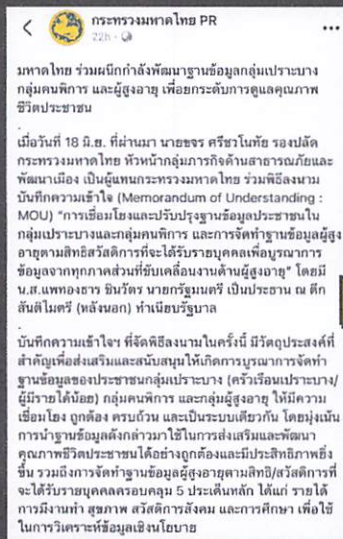 กระทรวงมหาดไทย PR
22h
มหาดไทย ร่วมผนึกกำลังพัฒนาฐานข้อมูลกลุ่มเปราะบาง
กลุ่มคนพิการ และผู้สูงอายุ เพื่อยกระดับการดูแลคุณภาพ
ชีวิตประชาชน
.
เมื่อวันที่ 18 มิ.ย. ที่ผ่านมา นายขจร ศรีชวโนทัย รองปลัด
กระทรวงมหาดไทย หัวหน้ากลุ่มภารกิจด้านสาธารณภัยและ
พัฒนาเมือง เป็นผู้แทนกระทรวงมหาดไทย ร่วมพิธีลงนาม
บันทึกความเข้าใจ (Memorandum of Understanding :
MOU) “การเชื่อมโยงและปรับปรุงฐานข้อมูลประชาชนใน
กลุ่มเปราะบางและกลุ่มคนพิการ และการจัดทำฐานข้อมูลผู้สูง
อายุตามสิทธิสวัสดิการที่จะได้รับรายบุคคลเพื่อบูรณาการ
ข้อมูลจากทุกภาคส่วนที่ขับเคลื่อนงานด้านผู้สูงอายุ” โดยมี
น.ส.แพทองธาร ชินวัตร นายกรัฐมนตรี เป็นประธาน ณ ตึก
สันติไมตรี (หลังนอก) ทำเนียบรัฐบาล
.
บันทึกความเข้าใจฯ ที่จัดพิธีลงนามในครั้งนี้ มีวัตถุประสงค์ที่
สำคัญเพื่อส่งเสริมและสนับสนุนให้เกิดการบูรณาการจัดทำ
ฐานข้อมูลของประชาชนกลุ่มเปราะบาง (ครัวเรือนเปราะบาง/
ผู้มีรายได้น้อย) กลุ่มคนพิการ และกลุ่มผู้สูงอายุ ให้มีความ
เชื่อมโยง ถูกต้อง ครบถ้วน และเป็นระบบเดียวกัน โดยมุ่งเน้น
การนำฐานข้อมูลดังกล่าวมาใช้ในการส่งเสริมและพัฒนา
คุณภาพชีวิตประชาชนได้อย่างถูกต้องและมีประสิทธิภาพยิ่ง
ขึ้น รวมถึงการจัดทำฐานข้อมูลผู้สูงอายุตามสิทธิ/สวัสดิการที่
จะได้รับรายบุคคลครอบคลุม 5 ประเด็นหลัก ได้แก่ รายได้
การมีงานทำ สุขภาพ สวัสดิการสังคม และการศึกษา เพื่อใช้
ในการวิเคราะห์ข้อมูลเชิงนโยบาย